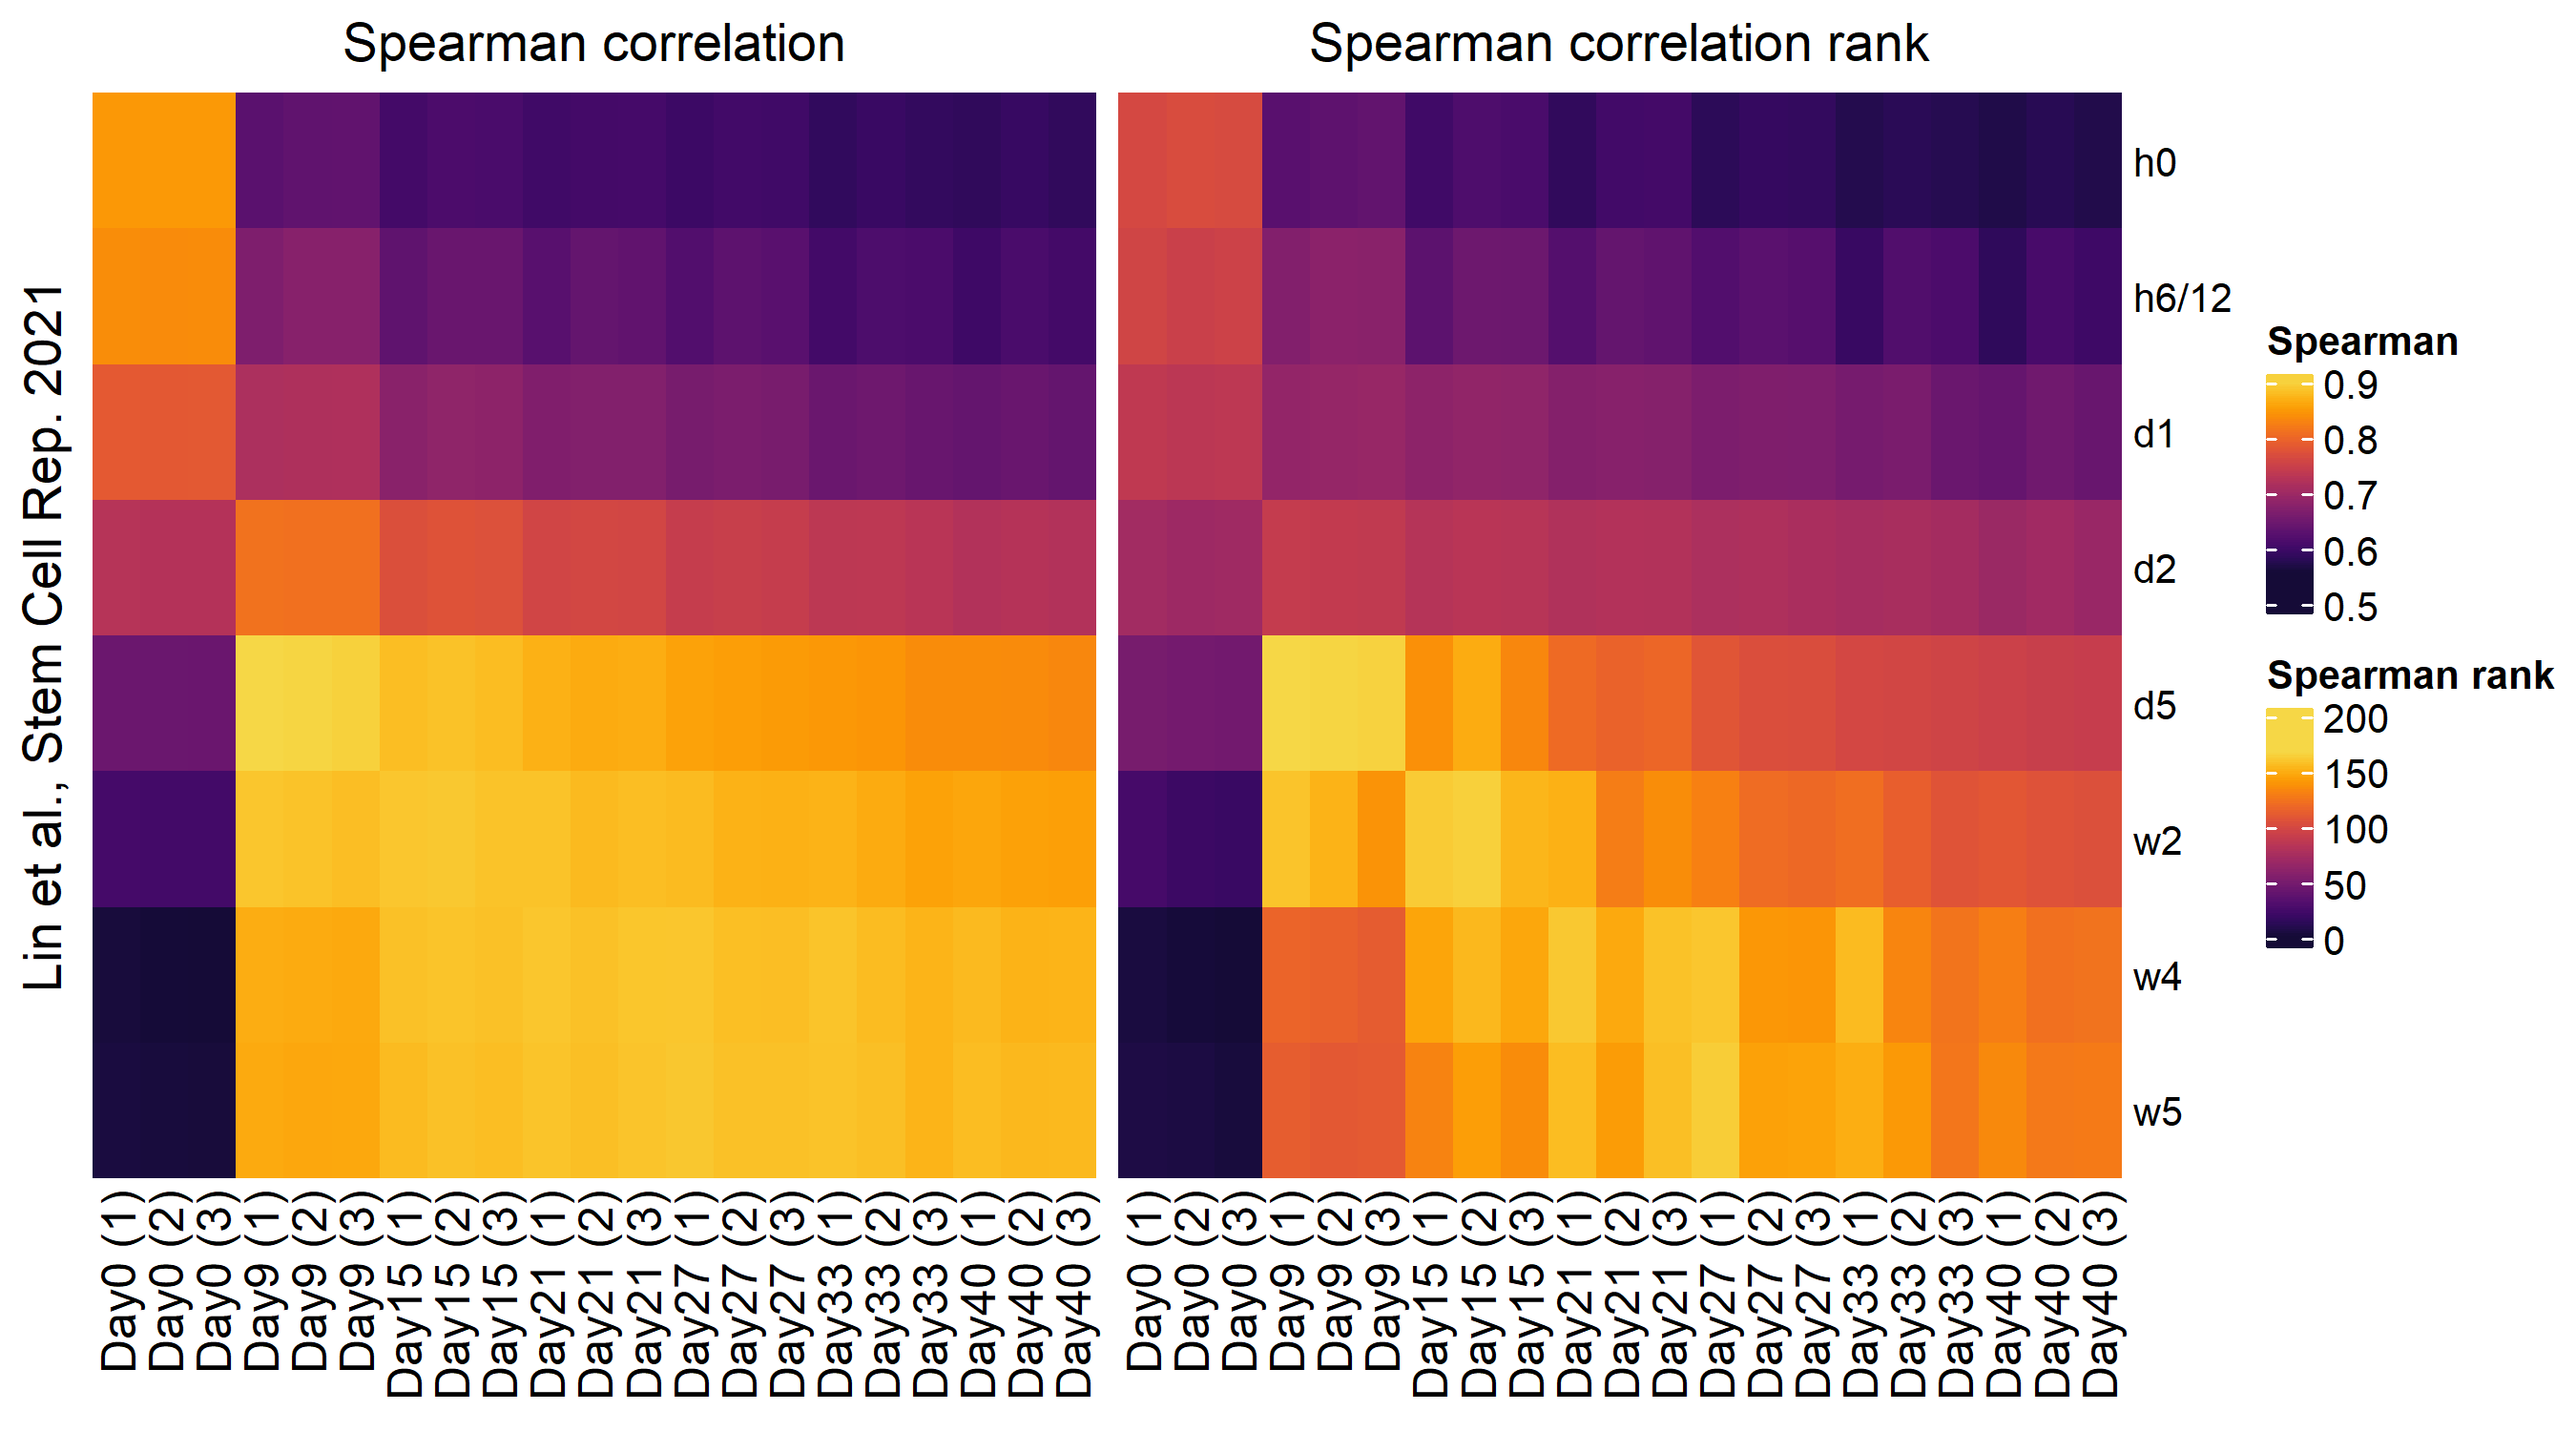 Spearman correlation
Spearman correlation rank
Lin et al., Stem Cell Rep. 2021
h0
h6/12
d1
d2
d5
w2
w4
w5
Spearman
0.9
0.8
0.7
0.6
0.5
Spearman rank
200
150
100
50
0
Day0 (1)
Day0 (2)
Day0 (3)
Day9 (1)
Day9 (2)
Day9 (3)
Day15 (1)
Day15 (2)
Day15 (3)
Day21 (1)
Day21 (2)
Day21 (3)
Day27 (1)
Day27 (2)
Day27 (3)
Day33 (1)
Day33 (2)
Day33 (3)
Day40 (1)
Day40 (2)
Day40 (3)
Day0 (1)
Day0 (2)
Day0 (3)
Day9 (1)
Day9 (2)
Day9 (3)
Day15 (1)
Day15 (2)
Day15 (3)
Day21 (1)
Day21 (2)
Day21 (3)
Day27 (1)
Day27 (2)
Day27 (3)
Day33 (1)
Day33 (2)
Day33 (3)
Day40 (1)
Day40 (2)
Day40 (3)